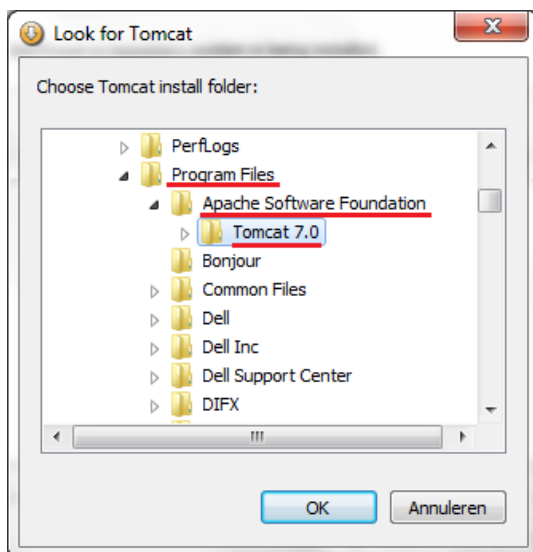 Look for Tomcat
Choose Tomcat install folder:
PerfLogs
Program Files
Apache Software Foundation
Tomcat 7.0
Bonjour
Common Files
Dell
Dell Inc
Dell Support Center
DIFX
OK Annuleren